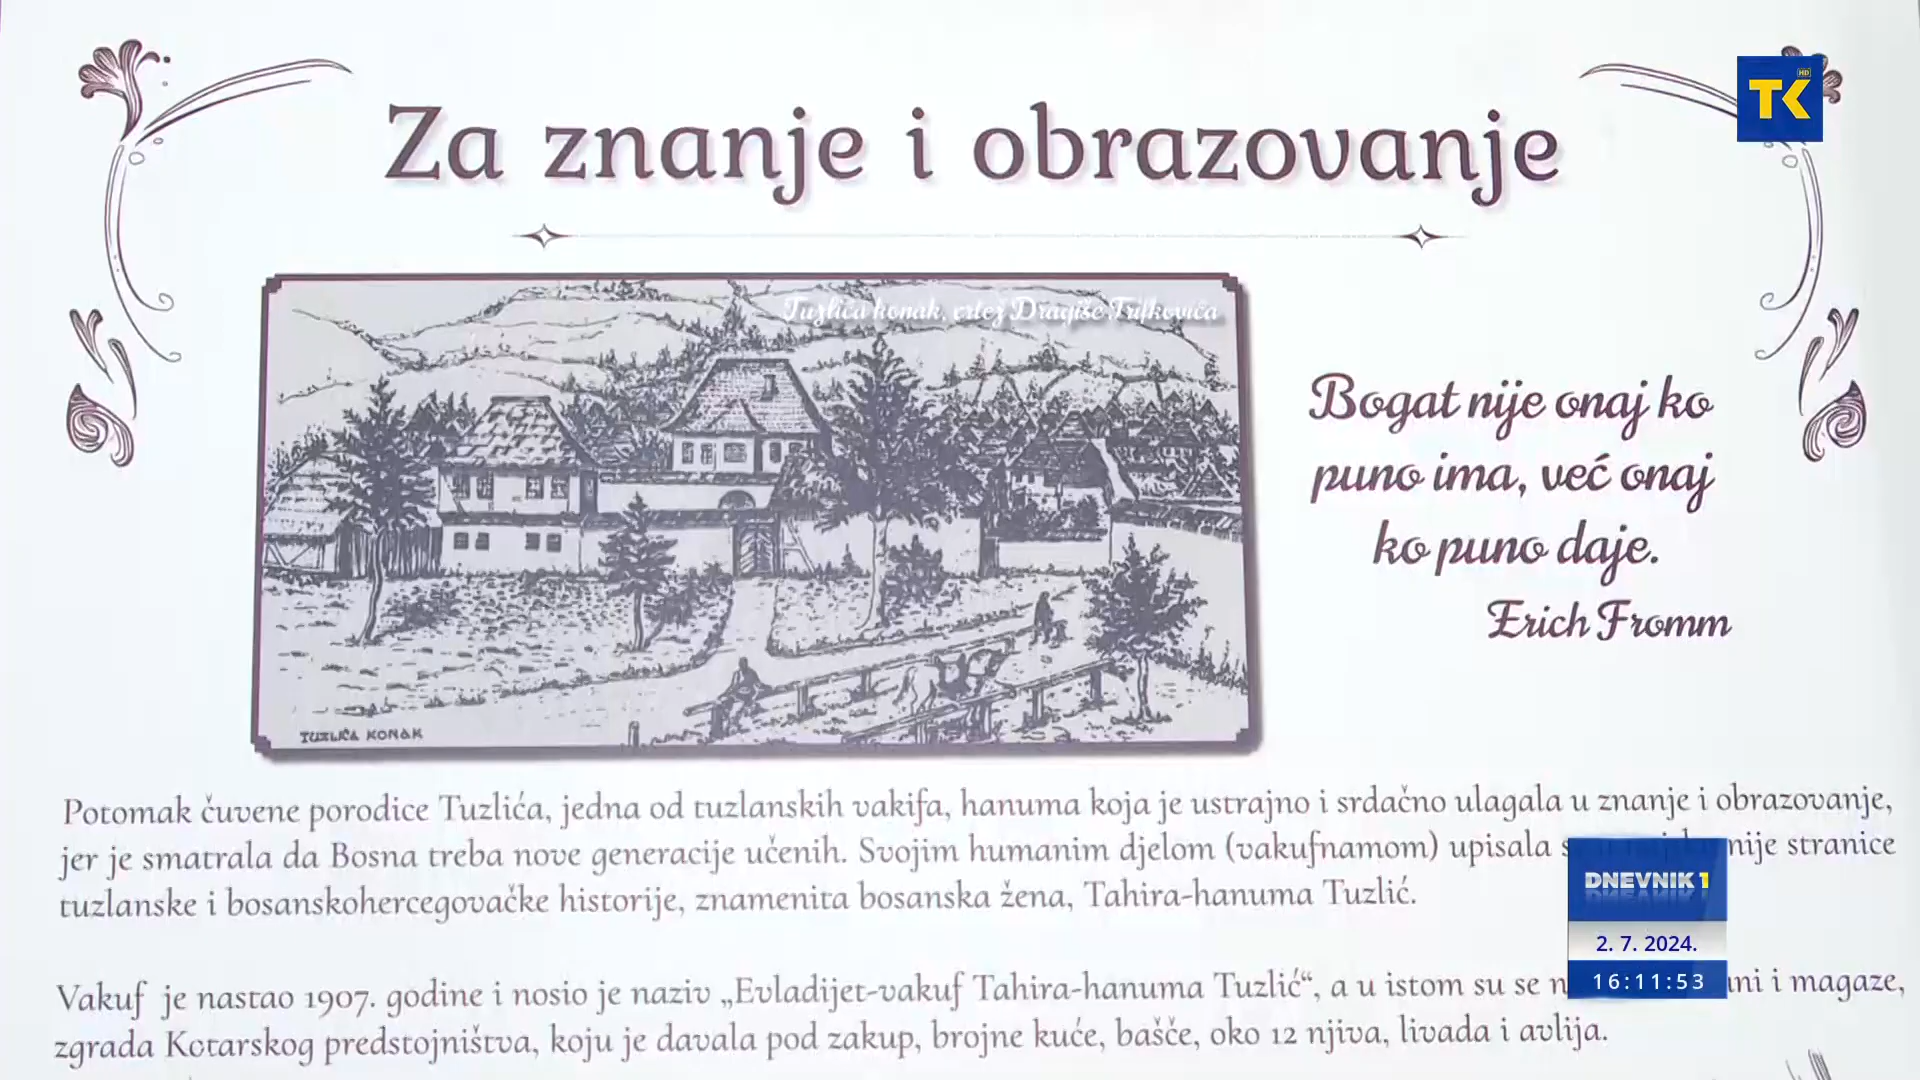 TK HD
Za znanje i obrazovanje
Tuzlića konak, crtež Dragiše Trifkovića
Bogat nije onaj ko
puno ima, već onaj
ko puno daje.
Erich Fromm
TUZLIĆA KONAK
Potomak čuvene porodice Tuzlića, jedna od tuzlanskih vakifa, hanuma koja je ustrajno i srdačno ulagala u znanje i obrazovanje,
jer je smatrala da Bosna treba nove generacije učenih. Svojim humanim djelom (vakufnamom) upisala nije stranice
tuzlanske i bosanskohercegovačke historije, znamenita bosanska žena, Tahira-hanuma Tuzlić.
Vakuf je nastao 1907. godine i nosio je naziv „Evladijet-vakuf Tahira-hanuma Tuzlić“, a u istom su se i magaze,
zgrada Kotarskog predstojništva, koju je davala pod zakup, brojne kuće, bašče, oko 12 njiva, livada i avlija.
DNEVNIK 1
2. 7. 2024.
16:11:53